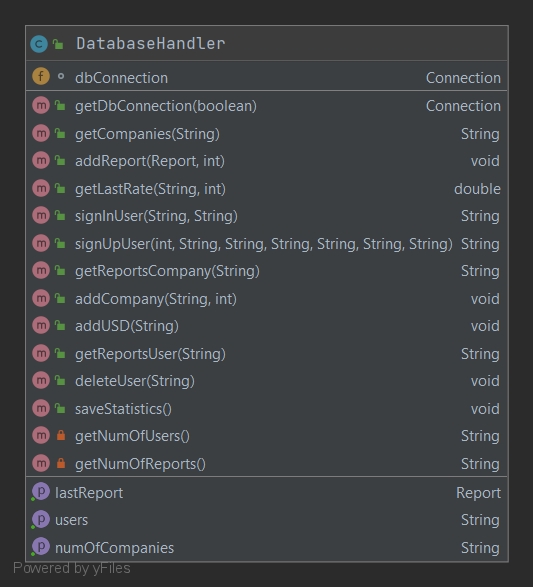 DatabaseHandler
dbConnection Connection
getDbConnection(boolean) Connection
getCompanies(String) String
addReport(Report, int) void
getLastRate(String, int) double
signInUser(String, String) String
signUpUser(int, String, String, String, String, String, String) String
getReportsCompany(String) String
addCompany(String, int) void
addUSD(String) void
getReportsUser(String) String
deleteUser(String) void
saveStatistics() void
getNumOfUsers() String
getNumOfReports() String
lastReport Report
users String
numOfCompanies String
Powered by yFiles